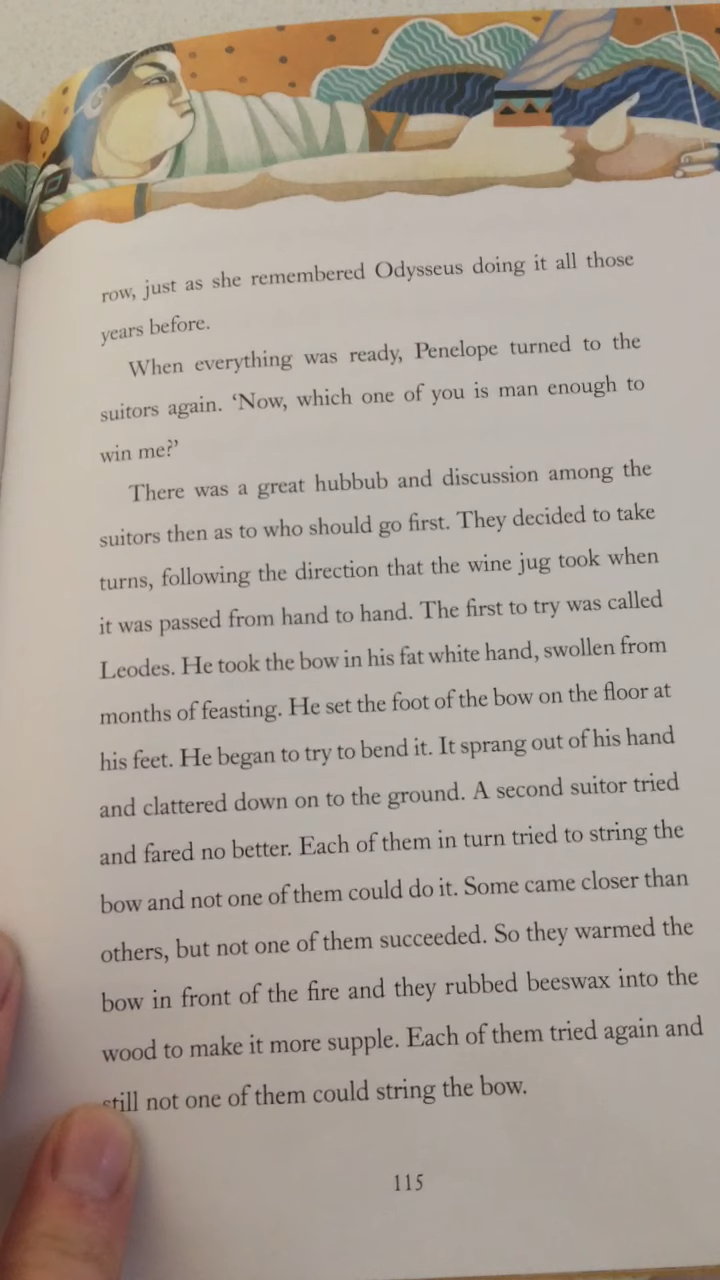 row, just as she remembered Odysseus doing it all those
years before.
When everything was ready, Penelope turned to the
suitors again. ‘Now, which one of you is man enough to
win me?’
There was a great hubbub and discussion among the
suitors then as to who should go first. They decided to take
turns, following the direction that the wine jug took when
it was passed from hand to hand. The first to try was called
Leodes. He took the bow in his fat white hand, swollen from
months of feasting. He set the foot of the bow on the floor at
his feet. He began to try to bend it. It sprang out of his hand
and clattered down on to the ground. A second suitor tried
and fared no better. Each of them in turn tried to string the
bow and not one of them could do it. Some came closer than
others, but not one of them succeeded. So they warmed the
bow in front of the fire and they rubbed beeswax into the
wood to make it more supple. Each of them tried again and
still not one of them could string the bow.
115